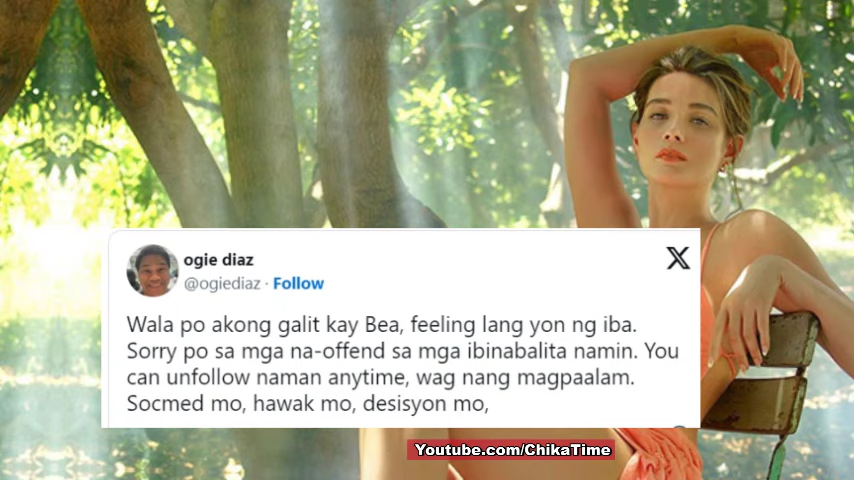 ogie diaz
X
@ogiediaz · Follow
Wala po akong galit kay Bea, feeling lang yon ng iba.
Sorry po sa mga na-offend sa mga ibinabalita namin. You
can unfollow naman anytime, wag nang magpaalam.
Socmed mo, hawak mo, desisyon mo,
Youtube.com/ChikaTime